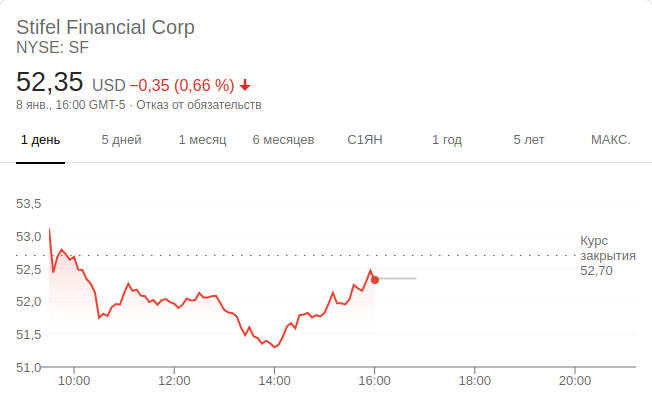 Stifel Financial Corp
NYSE: SF
52,35 USD −0,35 (0,66 %)
8 янв., 16:00 GMT-5 · Отказ от обязательств
1 день 5 дней 1 месяц 6 месяцев С1ЯН 1 год 5 лет МАКС.
53,5
53,0
52,5
52,0
51,5
51,0
Курс
закрытия
52,70
10:00 12:00 14:00 16:00 18:00 20:00